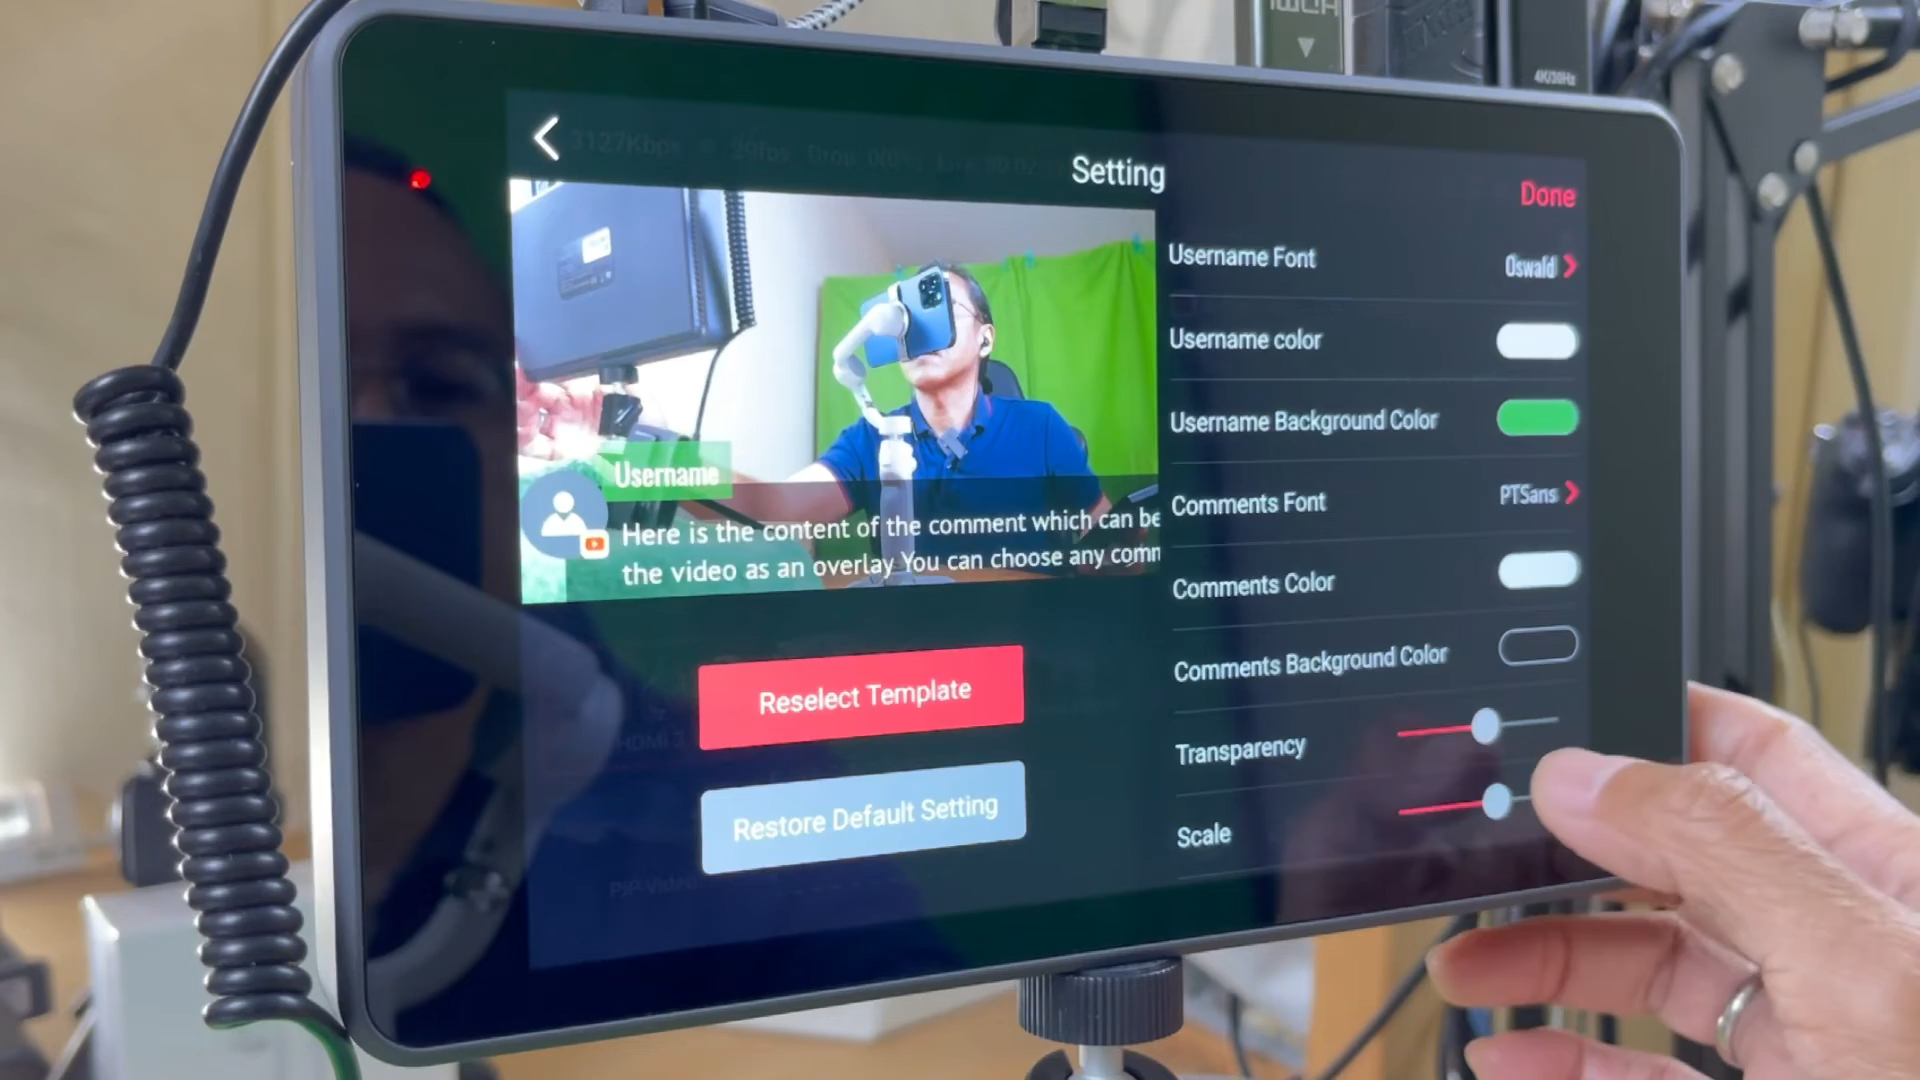 4K/30Hz
3127Kbps
Setting
Done
Username Font
Oswald
Username color
Username Background Color
Username
Comments Font
PTSans
Here is the content of the comment which can be
the video as an overlay You can choose any comm
Comments Color
Comments Background Color
Reselect Template
Transparency
Restore Default Setting
Scale